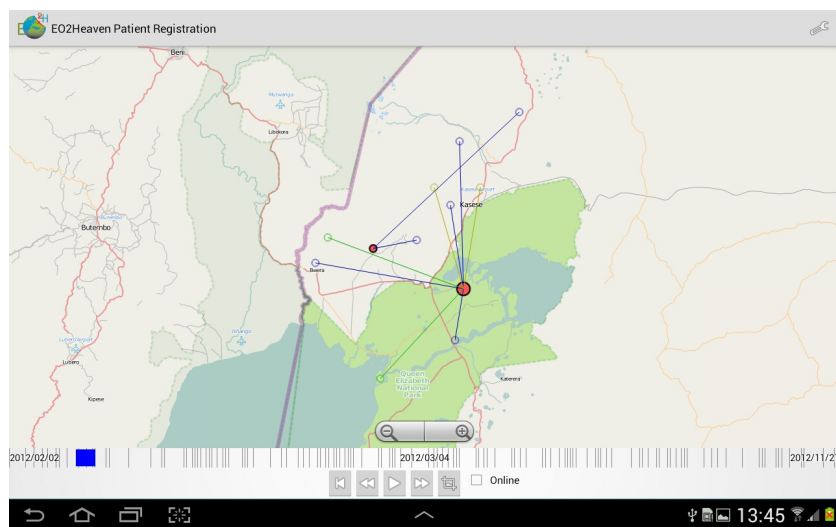 EO2Heaven Patient Registration
Beni
Mutwanga
Butembo
Kasese
Bwera
Lubero
Kipese
Queen
Elizabeth
National
Park
Katerera
2012/02/02
2012/03/04
2012/11/2
Online
13:45